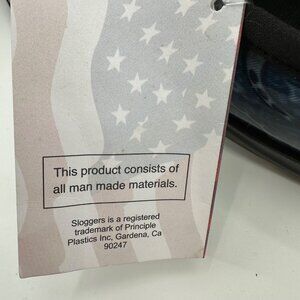 This product consists of
all man made materials.
Sloggers is a registered
trademark of Principle
Plastics Inc, Gardena, Ca
90247